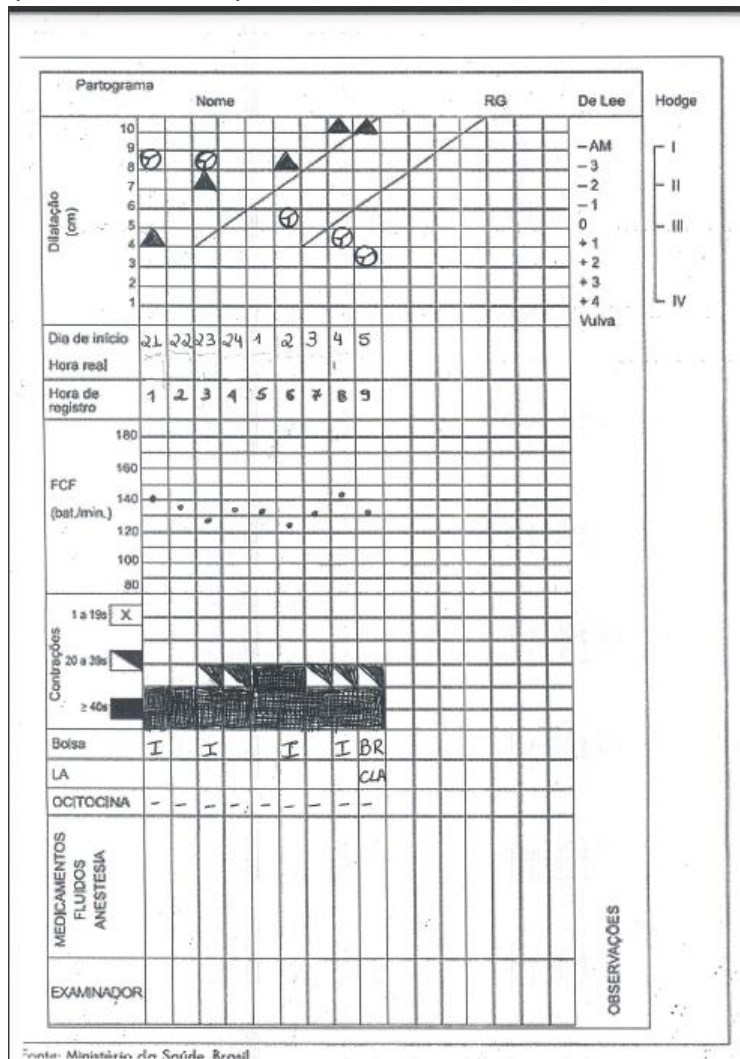 Partograma
Nome RG De Lee Hodge
10
9 -AM I
8 -3
7 -2 II
6 -1
Dilatação (cm) 5 0 III
4 +1
3 +2
2 +3
1 +4 IV
Vulva
Dia de início 21 22 23 24 1 2 3 4 5
Hora real
Hora de registro 1 2 3 4 5 6 7 8 9
180
160
FCF 140
(bat./min.) 120
100
80
Contrações
1 a 19s X
20 a 39s
≥ 40s
Bolsa I I I I BR
LA CLA
OCITOCINA - - - - - - - - -
MEDICAMENTOS
FLUIDOS
ANESTESIA
EXAMINADOR
OBSERVAÇÕES
Fonte: Ministério da Saúde, Brasil